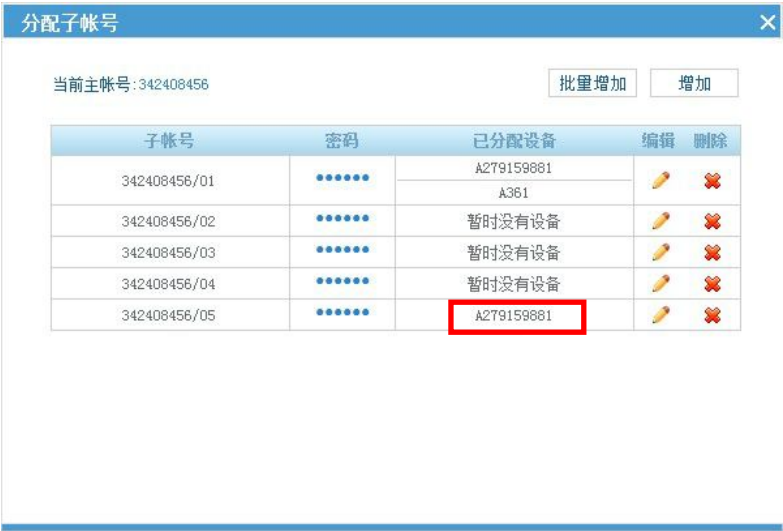 分配子帐号
当前主帐号:342408456 批量增加 增加
子帐号 密码 已分配设备 编辑 删除
342408456/01 ●●●●●● A279159881
A361
342408456/02 ●●●●●● 暂时没有设备
342408456/03 ●●●●●● 暂时没有设备
342408456/04 ●●●●●● 暂时没有设备
342408456/05 ●●●●●● A279159881